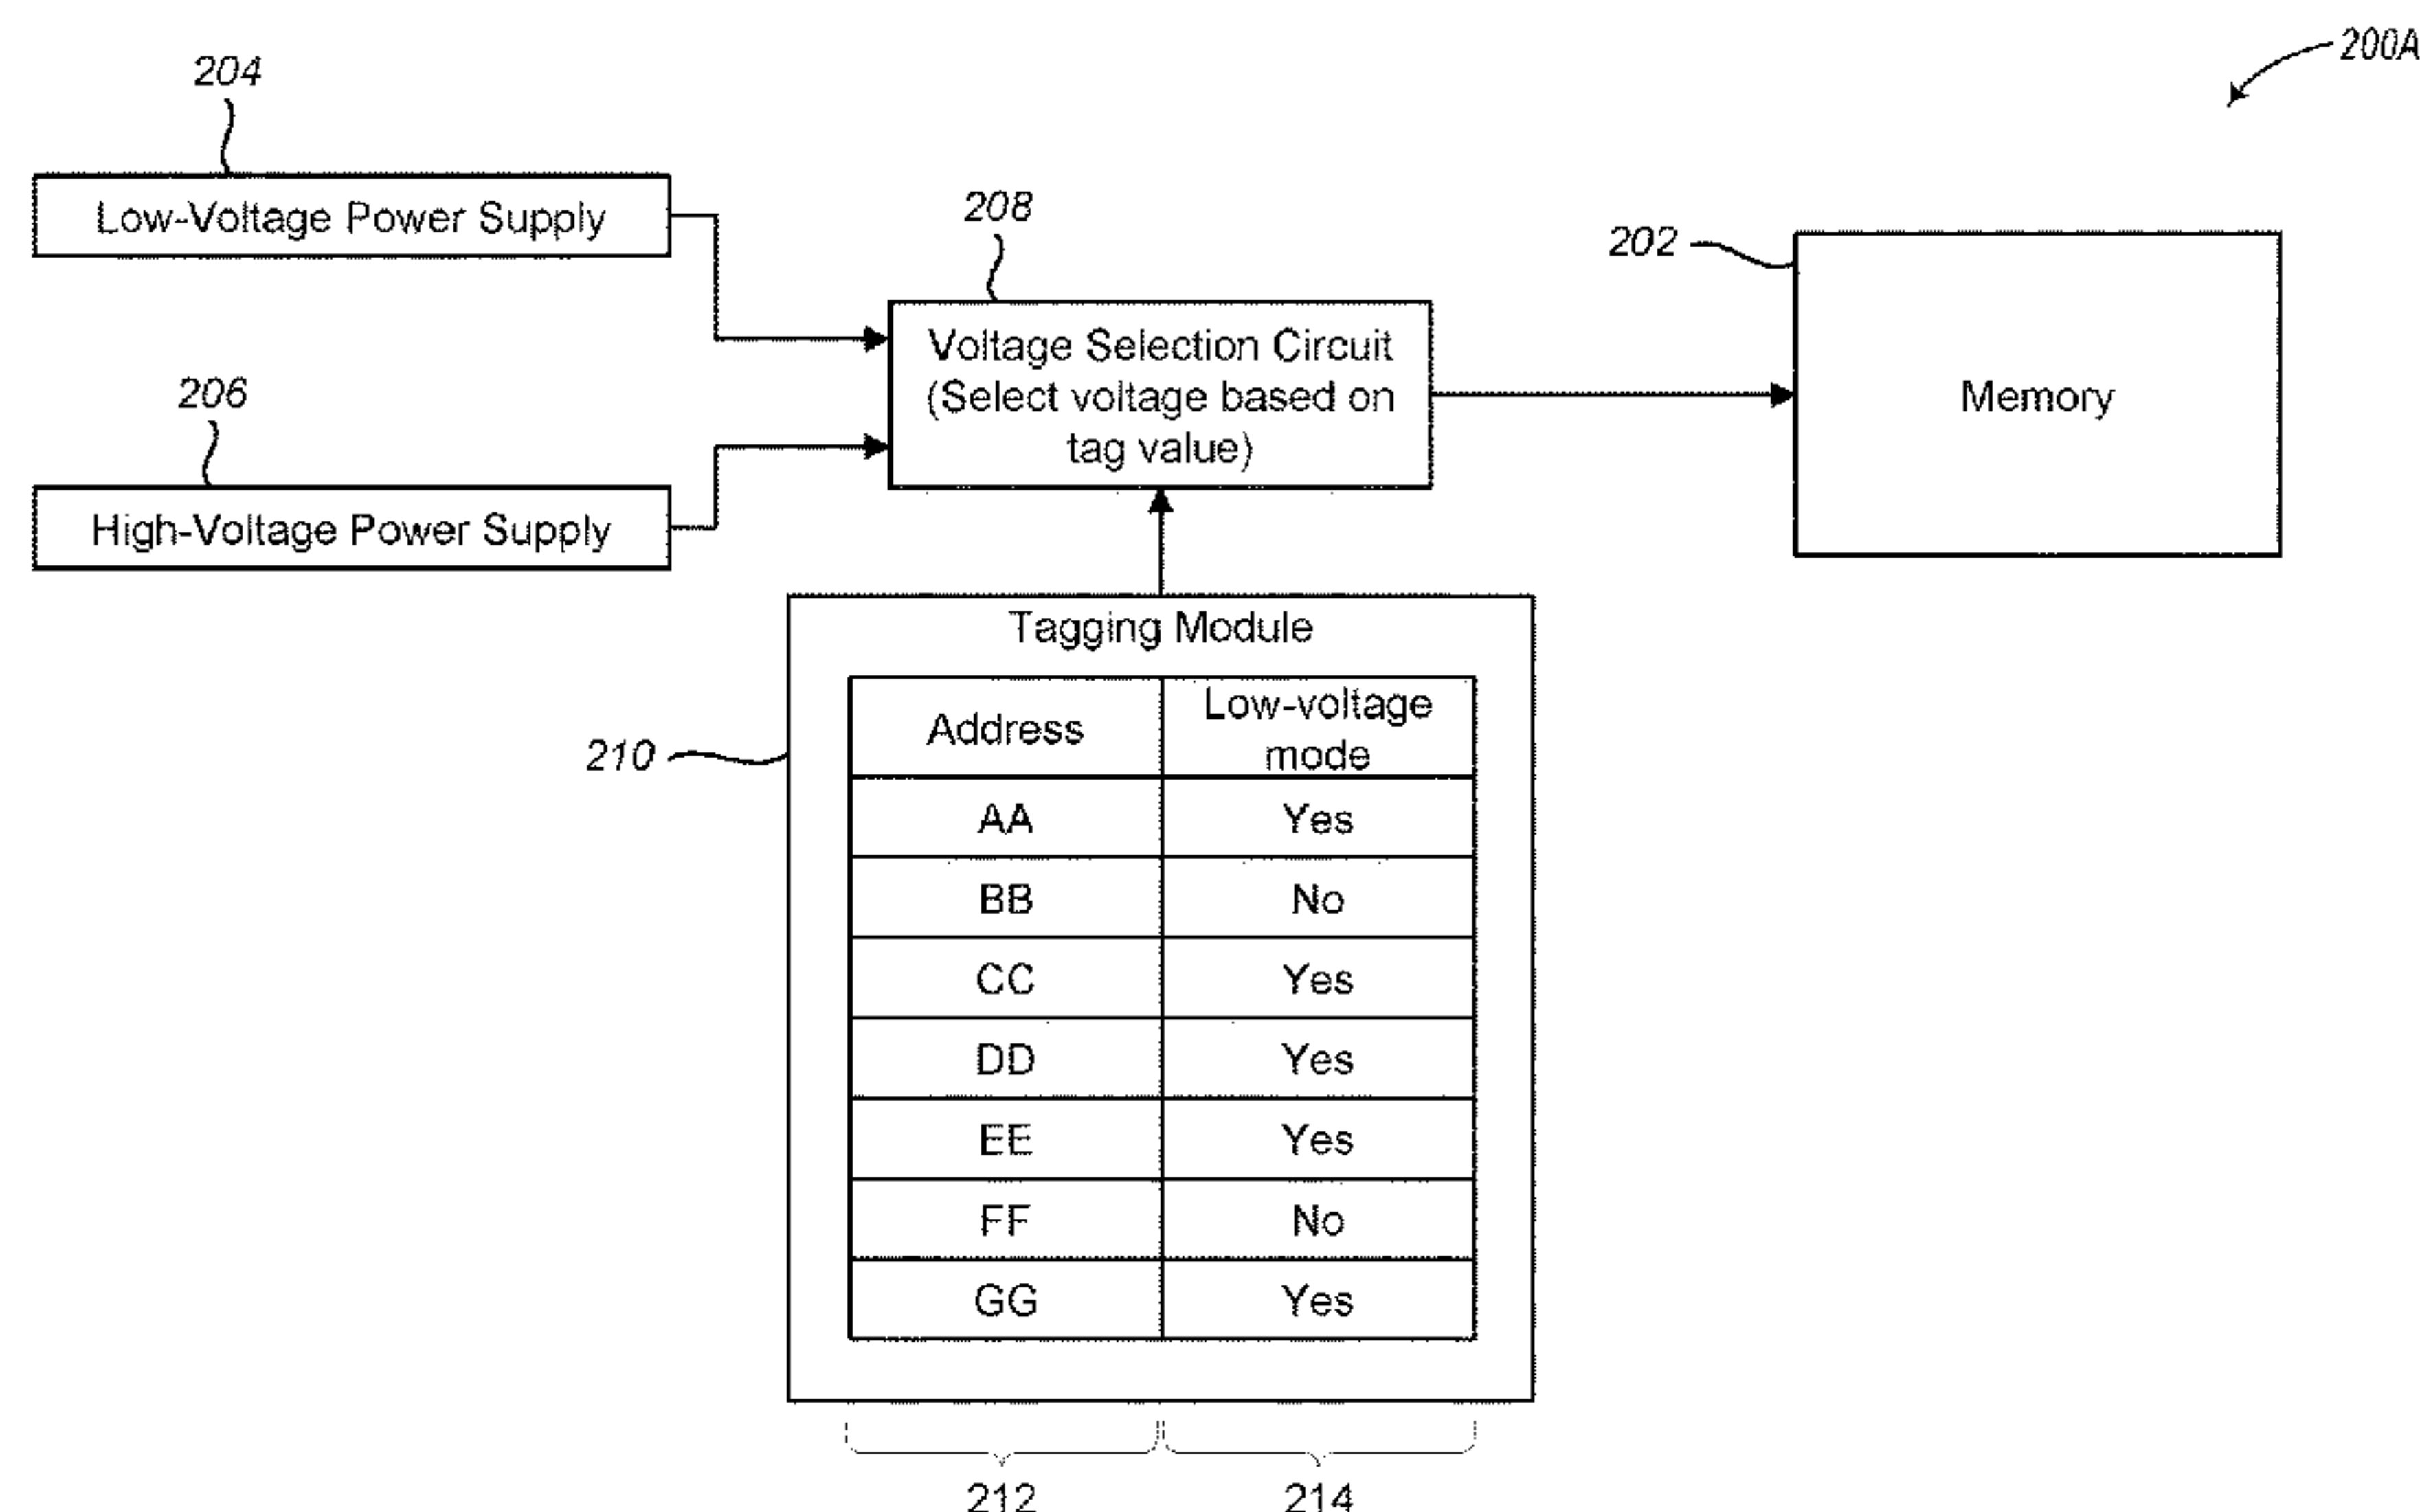 200A
204
Low-Voltage Power Supply
208
202
Voltage Selection Circuit
(Select voltage based on
tag value)
Memory
206
High-Voltage Power Supply
Tagging Module
210
Address
Low-voltage
mode
AA Yes
BB No
CC Yes
DD Yes
EE Yes
FF No
GG Yes
212 214